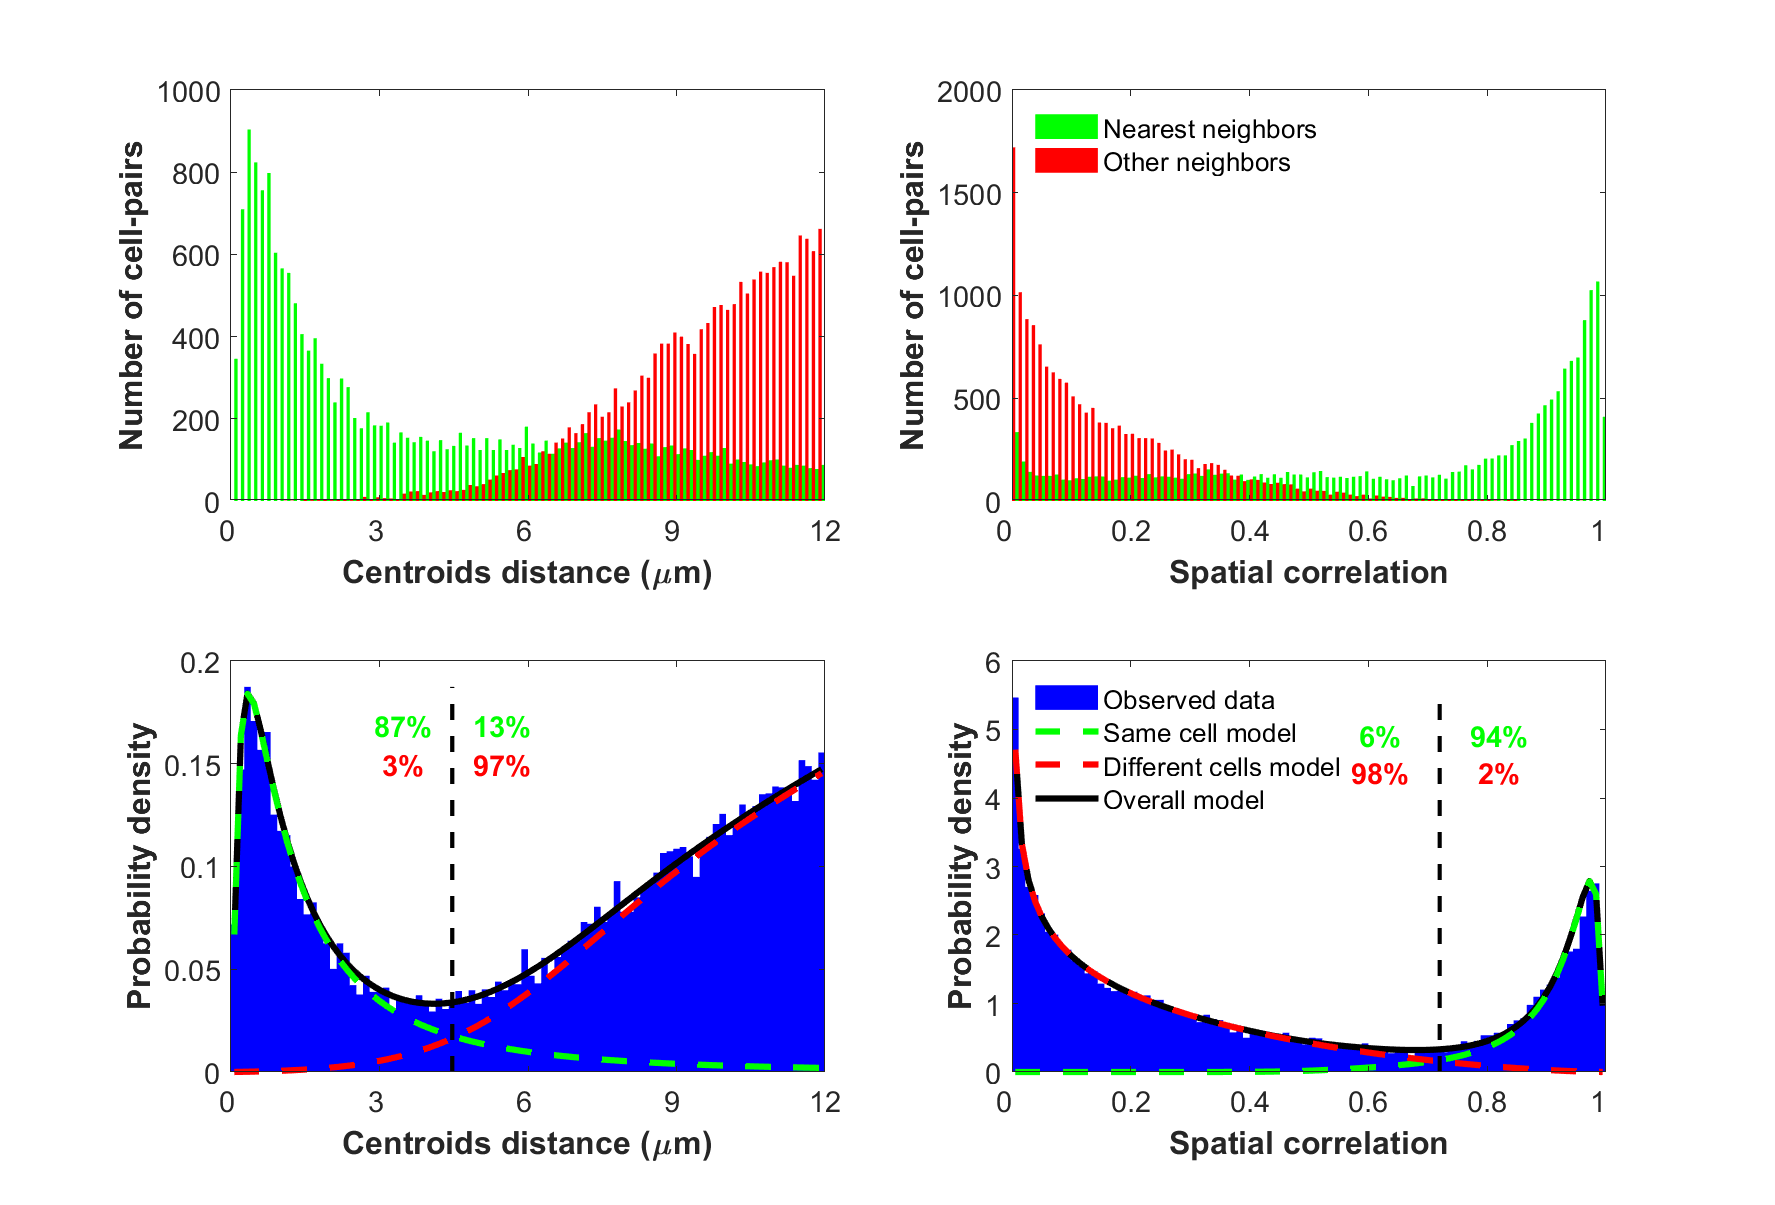 1000
800
600
400
200
0
0 3 6 9 12
Number of cell-pairs
Centroids distance (μm)
2000
1500
1000
500
0
0 0.2 0.4 0.6 0.8 1
Number of cell-pairs
Spatial correlation
Nearest neighbors
Other neighbors
0.2
0.15
0.1
0.05
0
0 3 6 9 12
Probability density
Centroids distance (μm)
87% 13%
3% 97%
6
5
4
3
2
1
0
0 0.2 0.4 0.6 0.8 1
Probability density
Spatial correlation
Observed data
Same cell model
Different cells model
Overall model
6% 94%
98% 2%